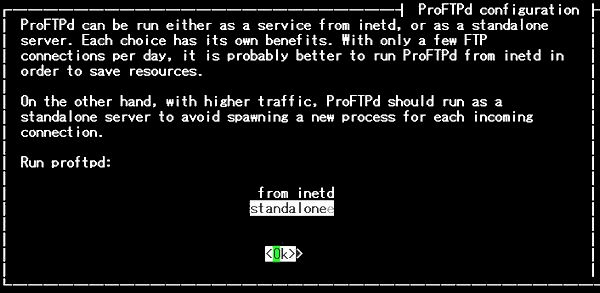 ProFTPd configuration
ProFTPd can be run either as a service from inetd, or as a standalone
server. Each choice has its own benefits. With only a few FTP
connections per day, it is probably better to run ProFTPd from inetd in
order to save resources.
On the other hand, with higher traffic, ProFTPd should run as a
standalone server to avoid spawning a new process for each incoming
connection.
Run proftpd:
from inetd
standalonee
<Ok>>